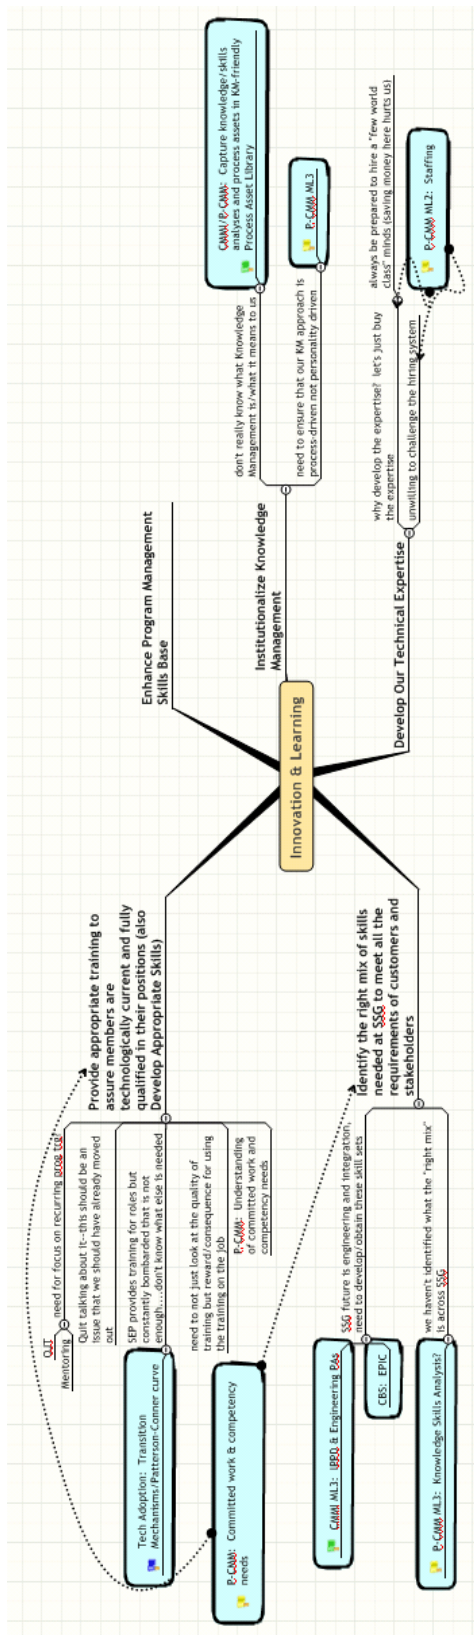 Innovation & Learning
Enhance Program Management
Skills Base
Institutionalize Knowledge
Management
don't really know what Knowledge
Management is/what it means to us
CMMI/P-CMM: Capture knowledge/skills
analyses and process assets in KM-friendly
Process Asset Library
need to ensure that our KM approach is
process-driven not personality driven
P-CMM ML3
Develop Our Technical Expertise
why develop the expertise? let's just buy
the expertise
always be prepared to hire a "few world
class" minds (saving money here hurts us)
unwilling to challenge the hiring system
P-CMM ML2: Staffing
Provide appropriate training to
assure members are
technologically current and fully
qualified in their positions (also
Develop Appropriate Skills)
need for focus on recurring prog trg!
OJT
Mentoring
Quit talking about it--this should be an
issue that we should have already moved
out
SEP provides training for roles but
constantly bombarded that is not
enough....don't know what else is needed
Tech Adoption: Transition
Mechanisms/Patterson-Conner curve
need to not just look at the quality of
training but reward/consequence for using
the training on the job
P-CMM: Understanding
of committed work and
competency needs
P-CMM: Committed work & competency
needs
Identify the right mix of skills
needed at SSG to meet all the
requirements of customers and
stakeholders
SSG future is engineering and integration,
need to develop/obtain these skill sets
CMMI ML3: IPPD & Engineering PAs
CBS: EPIC
we haven't identified what the "right mix"
is across SSG
P-CMM ML3: Knowledge Skills Analysis?